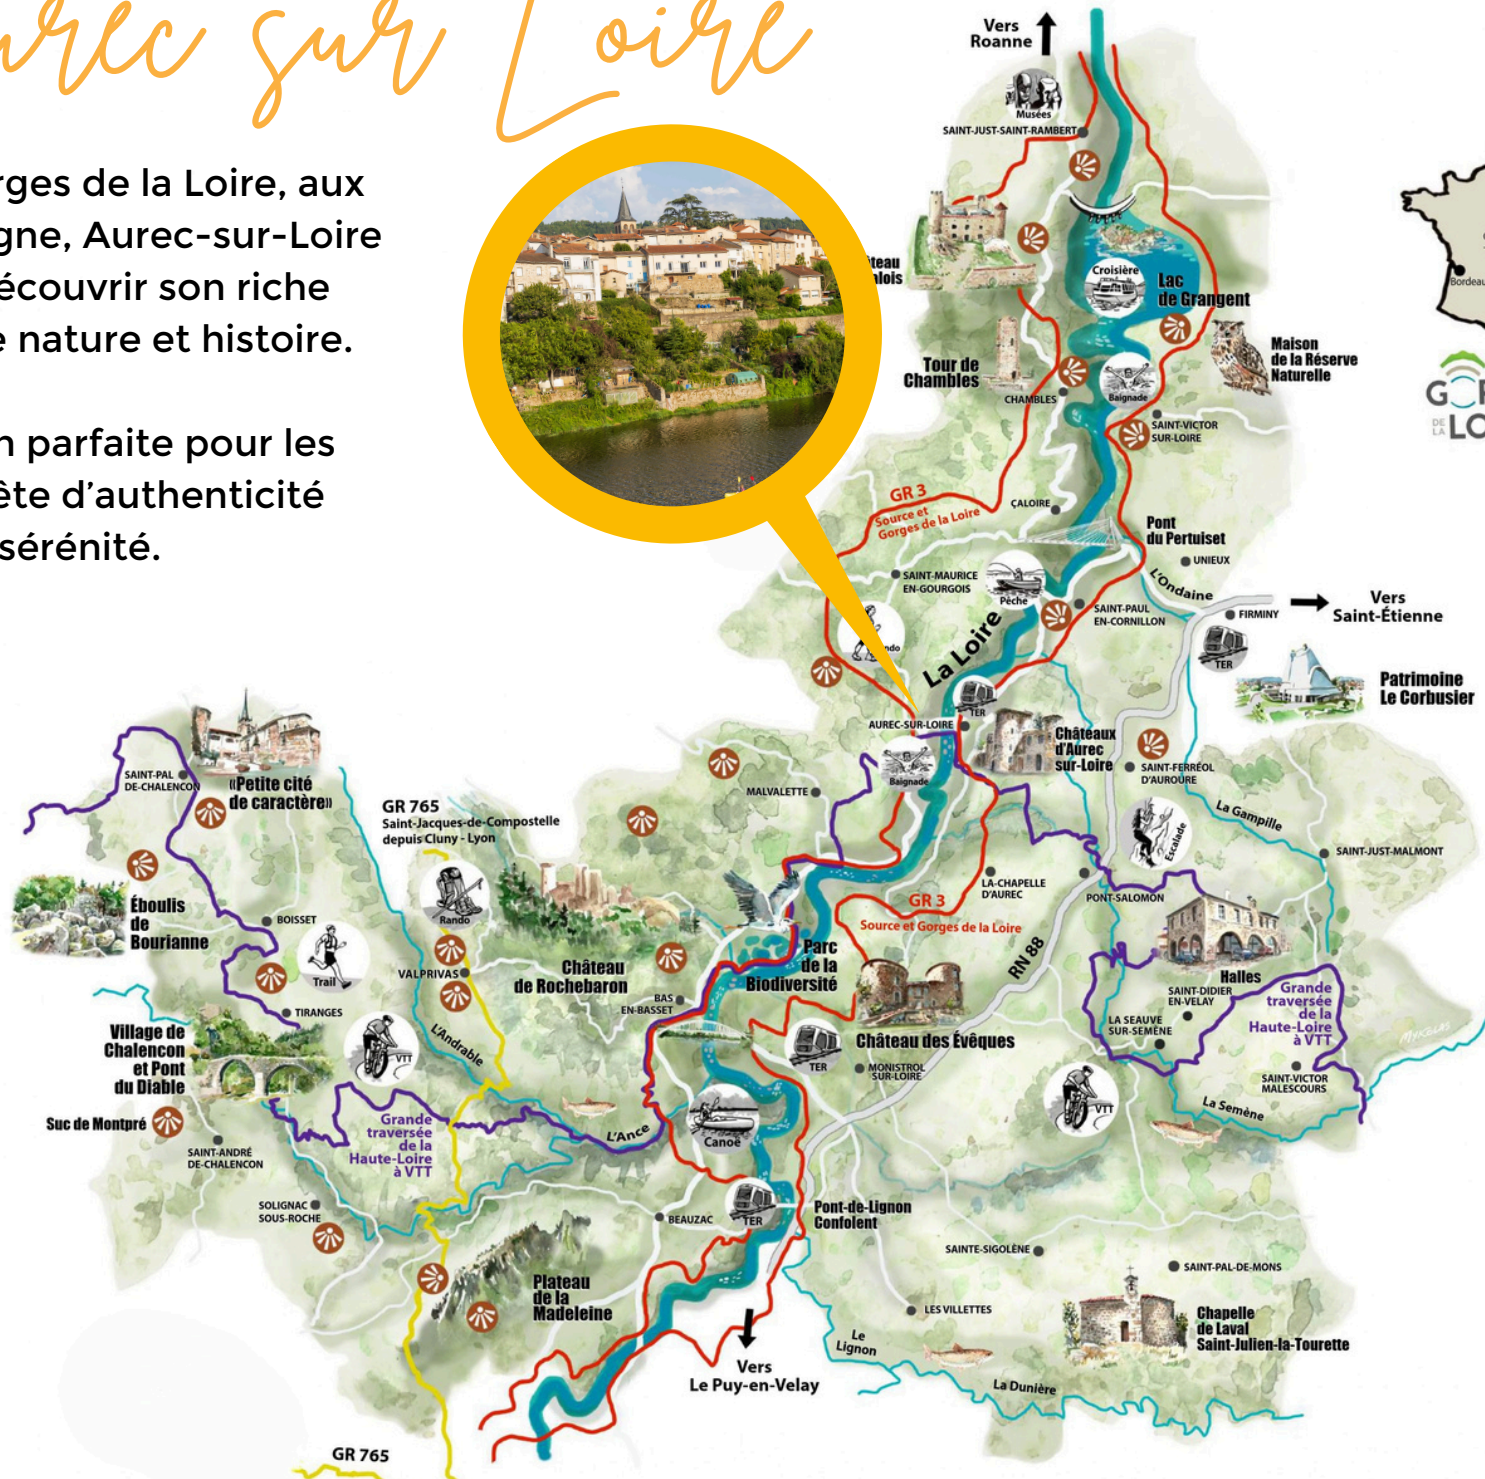 sur Loire
de la Loire, aux
Aurec-sur-Loire
son riche
nature et histoire.
parfaite pour les
d’authenticité
sérénité.
Vers
Roanne
Musées
SAINT-JUST-SAINT-RAMBERT
Croisière
Lac
de Grangent
Bordeau
Maison
de la Réserve
Naturelle
Tour de
Chambles
CHAMBLES
Baignade
SAINT-VICTOR
SUR-LOIRE
DE
LA
GR 3
Source et
Gorges de la Loire
ÇALOIRE
Pont
du Pertuiset
UNIEUX
L'Ondaine
SAINT-MAURICE
EN-GOURGOIS
Pêche
SAINT-PAUL
EN-CORNILLON
FIRMINY
Vers
Saint-Étienne
TER
La Loire
Patrimoine
Le Corbusier
TER
AUREC-SUR-LOIRE
Châteaux
d'Aurec
sur-Loire
SAINT-FERRÉOL
D'AUROURE
Baignade
SAINT-PAL
DE-CHALENCON
«Petite cité
de caractère»
MALVALETTE
GR 765
Saint-Jacques-de-Compostelle
depuis Cluny - Lyon
La Gampille
Escalade
SAINT-JUST-MALMONT
LA-CHAPELLE
D'AUREC
PONT-SALOMON
Éboulis
de
Bourianne
BOISSET
Rando
GR 3
Source et Gorges de la Loire
Trail
VALPRIVAS
Château
de Rochebaron
Parc
de la
Biodiversité
RN 88
Halles
SAINT-DIDIER
EN-VELAY
Grande
traversée
de la
Haute-Loire
à VTT
BAS
EN-BASSET
TIRANGES
Village de
Chalencon
et Pont
du Diable
VTT
L'Andrable
Château des Évêques
TER
MONISTROL
SUR-LOIRE
LA SEAUVE
SUR-SEMÈNE
SAINT-VICTOR
MALESCOURS
Suc de Montpré
VTT
La Semène
Grande
traversée
de la
Haute-Loire
à VTT
L'Ance
Canoë
SAINT-ANDRÉ
DE-CHALENCON
SOLIGNAC
SOUS-ROCHE
BEAUZAC
TER
Pont-de-Lignon
Confolent
SAINTE-SIGOLÈNE
SAINT-PAL-DE-MONS
Plateau
de la
Madeleine
LES VILLETTES
Chapelle
de Laval
Saint-Julien-la-Tourette
Le
Lignon
Vers
Le Puy-en-Velay
La Dunière
GR 765